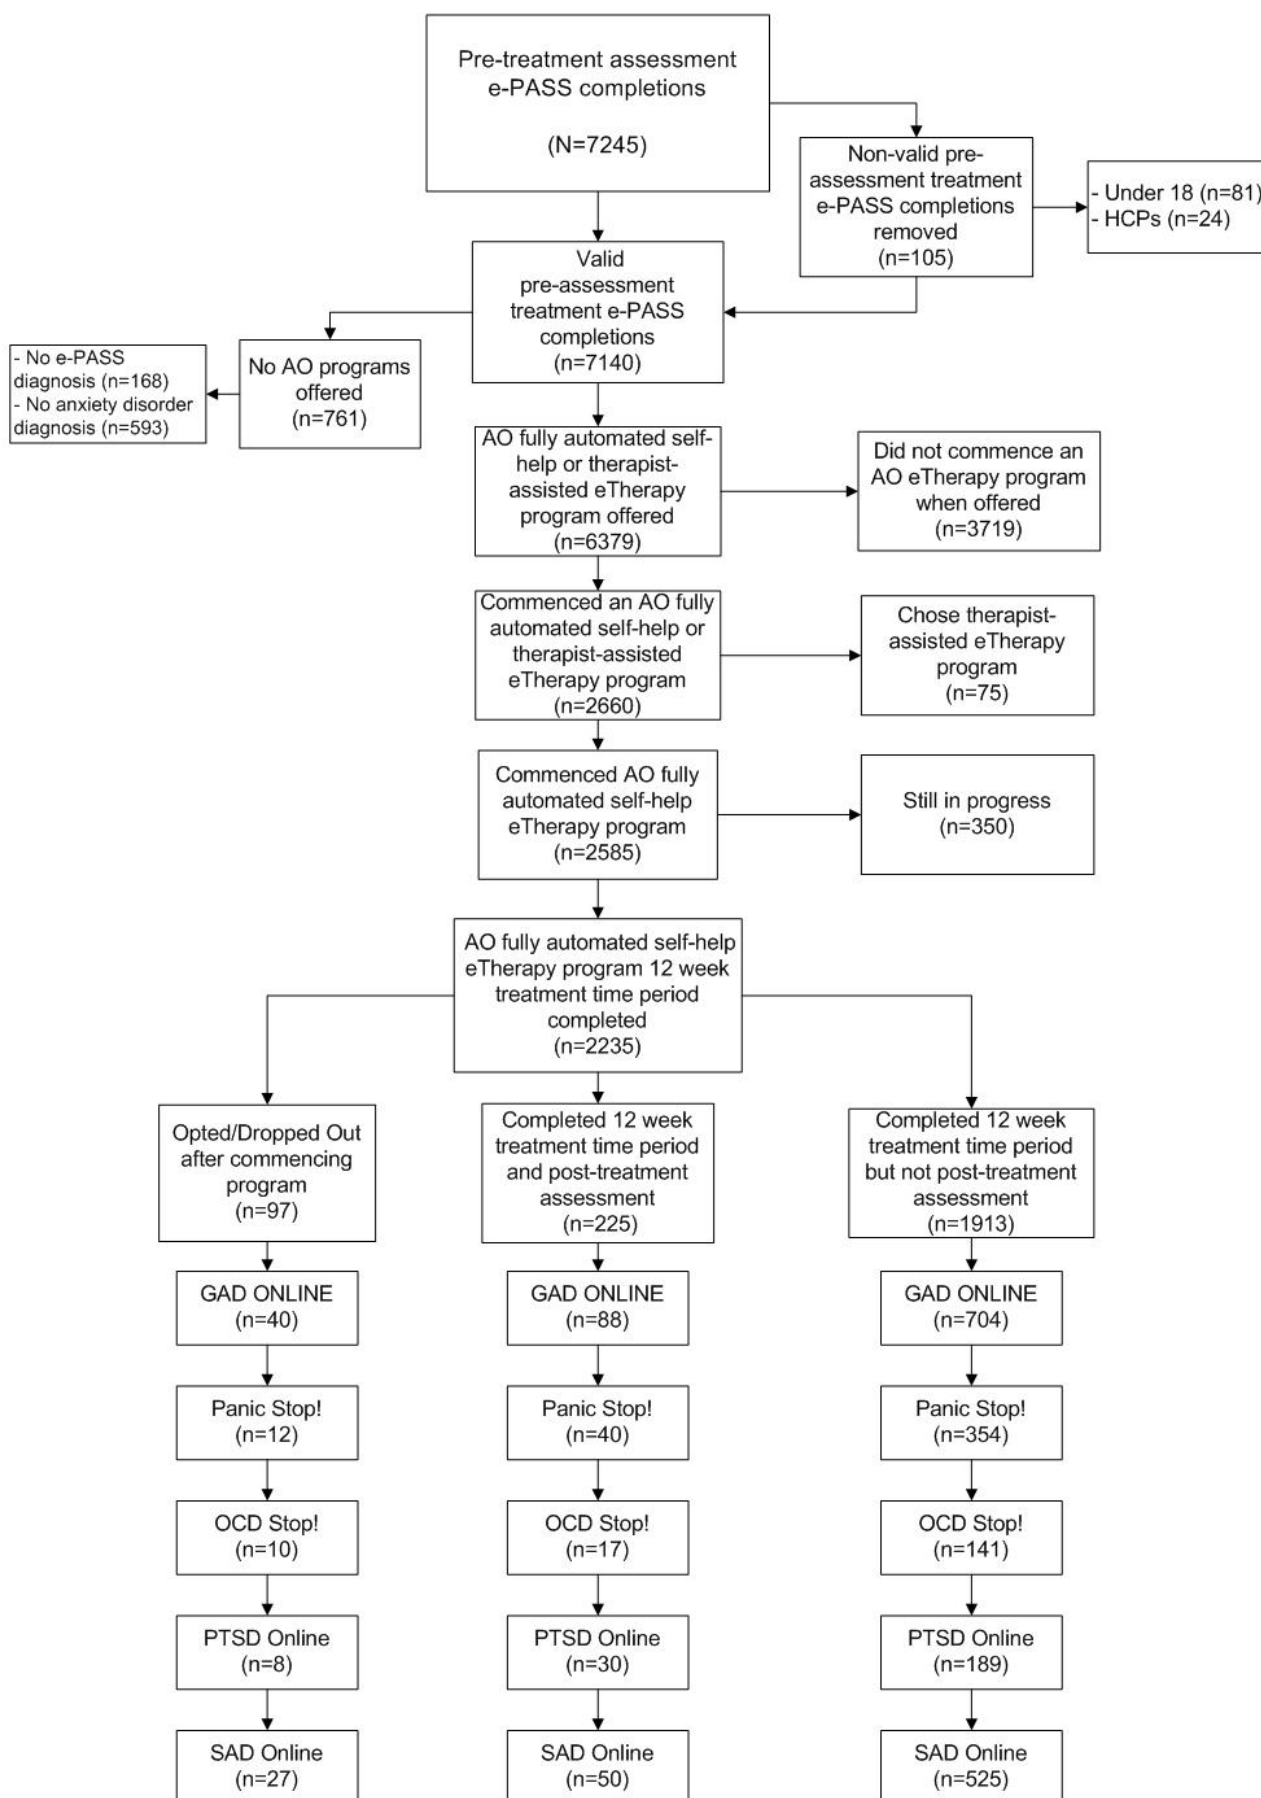 Pre-treatment assessment
e-PASS completions
(N=7245)
Non-valid pre-
assessment treatment
e-PASS completions
removed
(n=105)
- Under 18 (n=81)
- HCPs (n=24)
Valid
pre-assessment
treatment e-PASS
completions
(n=7140)
No AO programs
offered
(n=761)
- No e-PASS
diagnosis (n=168)
- No anxiety disorder
diagnosis (n=593)
AO fully automated self-
help or therapist-
assisted eTherapy
program offered
(n=6379)
Did not commence an
AO eTherapy program
when offered
(n=3719)
Commenced an AO fully
automated self-help or
therapist-assisted
eTherapy program
(n=2660)
Chose therapist-
assisted eTherapy
program
(n=75)
Commenced AO fully
automated self-help
eTherapy program
(n=2585)
Still in progress
(n=350)
AO fully automated self-help
eTherapy program 12 week
treatment time period
completed
(n=2235)
Opted/Dropped Out
after commencing
program
(n=97)
Completed 12 week
treatment time period
and post-treatment
assessment
(n=225)
Completed 12 week
treatment time period
but not post-treatment
assessment
(n=1913)
GAD ONLINE
(n=40)
GAD ONLINE
(n=88)
GAD ONLINE
(n=704)
Panic Stop!
(n=12)
Panic Stop!
(n=40)
Panic Stop!
(n=354)
OCD Stop!
(n=10)
OCD Stop!
(n=17)
OCD Stop!
(n=141)
PTSD Online
(n=8)
PTSD Online
(n=30)
PTSD Online
(n=189)
SAD Online
(n=27)
SAD Online
(n=50)
SAD Online
(n=525)